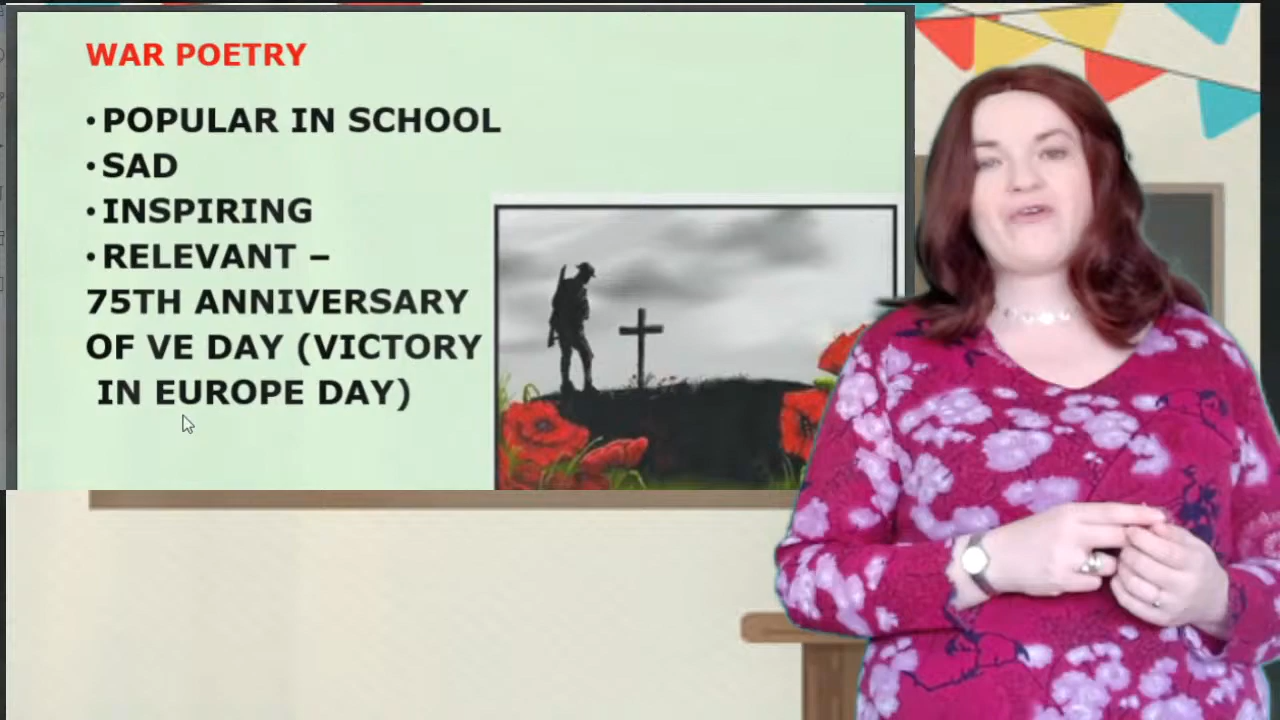 WAR POETRY
• POPULAR IN SCHOOL
• SAD
• INSPIRING
• RELEVANT –
75TH ANNIVERSARY
OF VE DAY (VICTORY
IN EUROPE DAY)